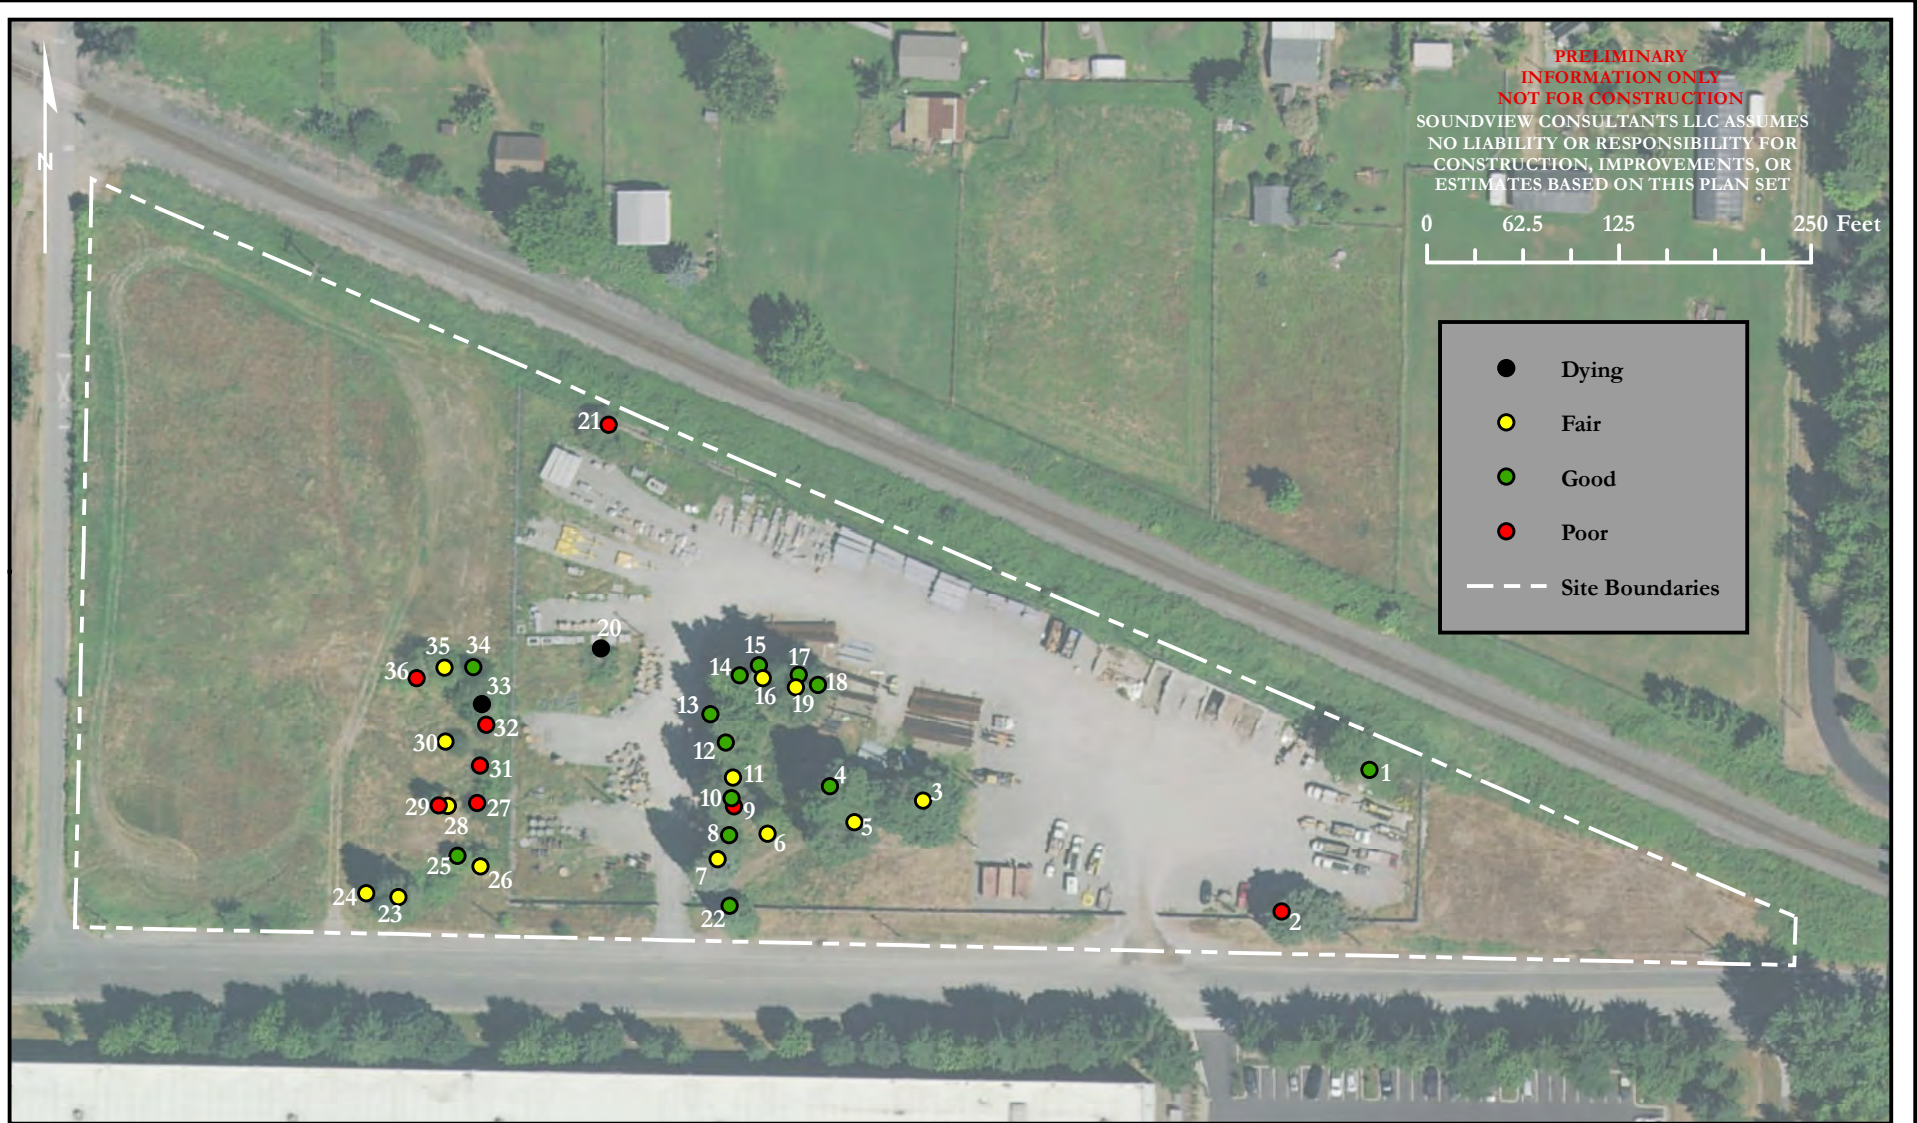 PRELIMINARY
INFORMATION ONLY
NOT FOR CONSTRUCTION
SOUNDVIEW CONSULTANTS LLC ASSUMES
NO LIABILITY OR RESPONSIBILITY FOR
CONSTRUCTION, IMPROVEMENTS, OR
ESTIMATES BASED ON THIS PLAN SET
N
0 62.5 125 250 Feet
Dying
Fair
Good
Poor
Site Boundaries
21
20
35 34
15
36
14
17
18
33
16
19
13
32
30
12
31
11
1
4
3
10
29
27
9
28
5
8
6
25
7
26
24
23
22
2